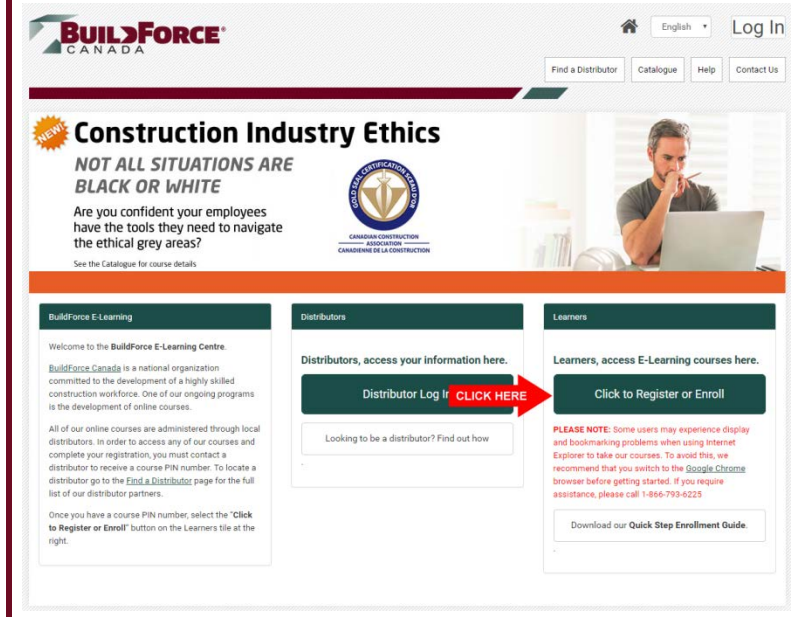 BUILDFORCE®
CANADA
English
Log In
Find a Distributor
Catalogue
Help
Contact Us
NEW!
Construction Industry Ethics
NOT ALL SITUATIONS ARE
BLACK OR WHITE
Are you confident your employees
have the tools they need to navigate
the ethical grey areas?
See the Catalogue for course details
GOLD SEAL CERTIFICATION SCEAU D'OR
CANADIAN CONSTRUCTION
ASSOCIATION
CANADIENNE DE LA CONSTRUCTION
BuildForce E-Learning
Welcome to the BuildForce E-Learning Centre.
BuildForce Canada is a national organization
committed to the development of a highly skilled
construction workforce. One of our ongoing programs
is the development of online courses.
All of our online courses are administered through local
distributors. In order to access any of our courses and
complete your registration, you must contact a
distributor to receive a course PIN number. To locate a
distributor go to the Find a Distributor page for the full
list of our distributor partners.
Once you have a course PIN number, select the "Click
to Register or Enroll" button on the Learners tile at the
right.
Distributors
Distributors, access your information here.
Distributor Log In
CLICK HERE
Looking to be a distributor? Find out how
.
Learners
Learners, access E-Learning courses here.
Click to Register or Enroll
PLEASE NOTE: Some users may experience display
and bookmarking problems when using Internet
Explorer to take our courses. To avoid this, we
recommend that you switch to the Google Chrome
browser before getting started. If you require
assistance, please call 1-866-793-6225
Download our Quick Step Enrollment Guide.
.